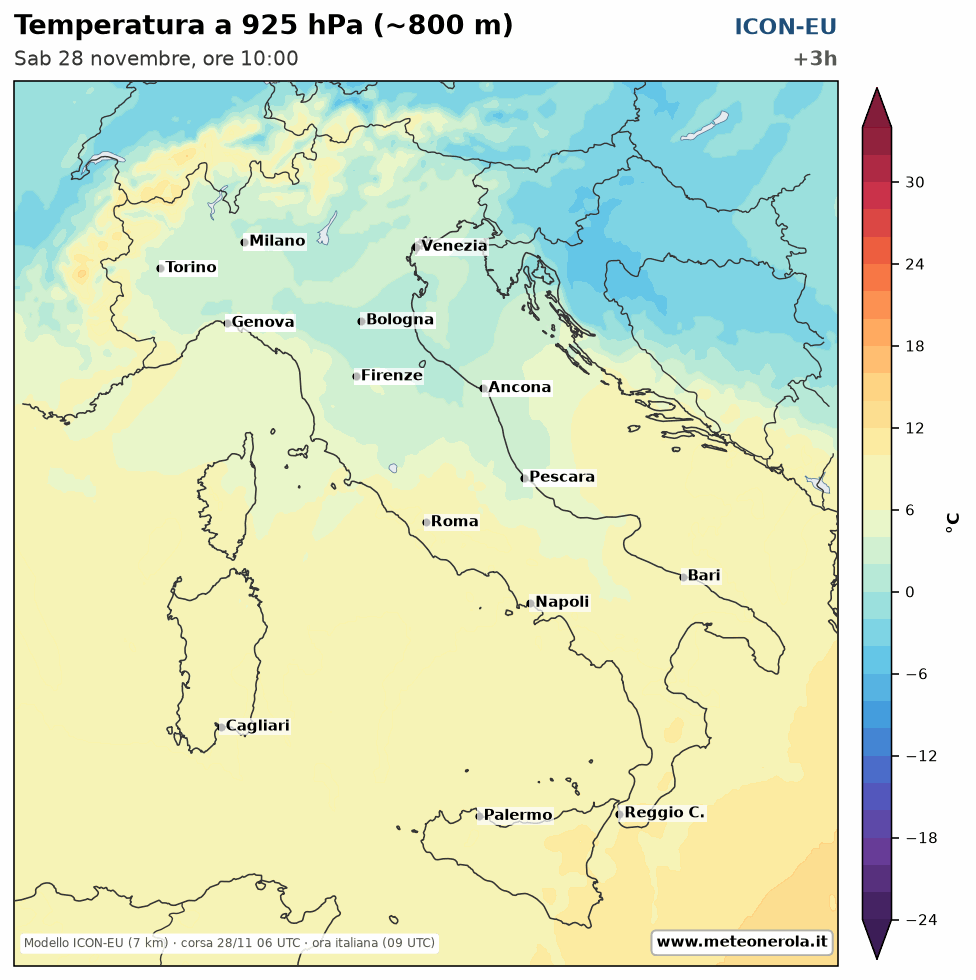 Temperatura a 925 hPa (~800 m)
ICON-EU
Sab 28 novembre, ore 10:00
+3h
Milano
Venezia
Torino
Genova
Bologna
Firenze
Ancona
Pescara
Roma
Bari
Napoli
Cagliari
Palermo
Reggio C.
30
24
18
12
6
0
−6
−12
−18
−24
°C
Modello ICON-EU (7 km) · corsa 28/11 06 UTC · ora italiana (09 UTC)
www.meteonerola.it